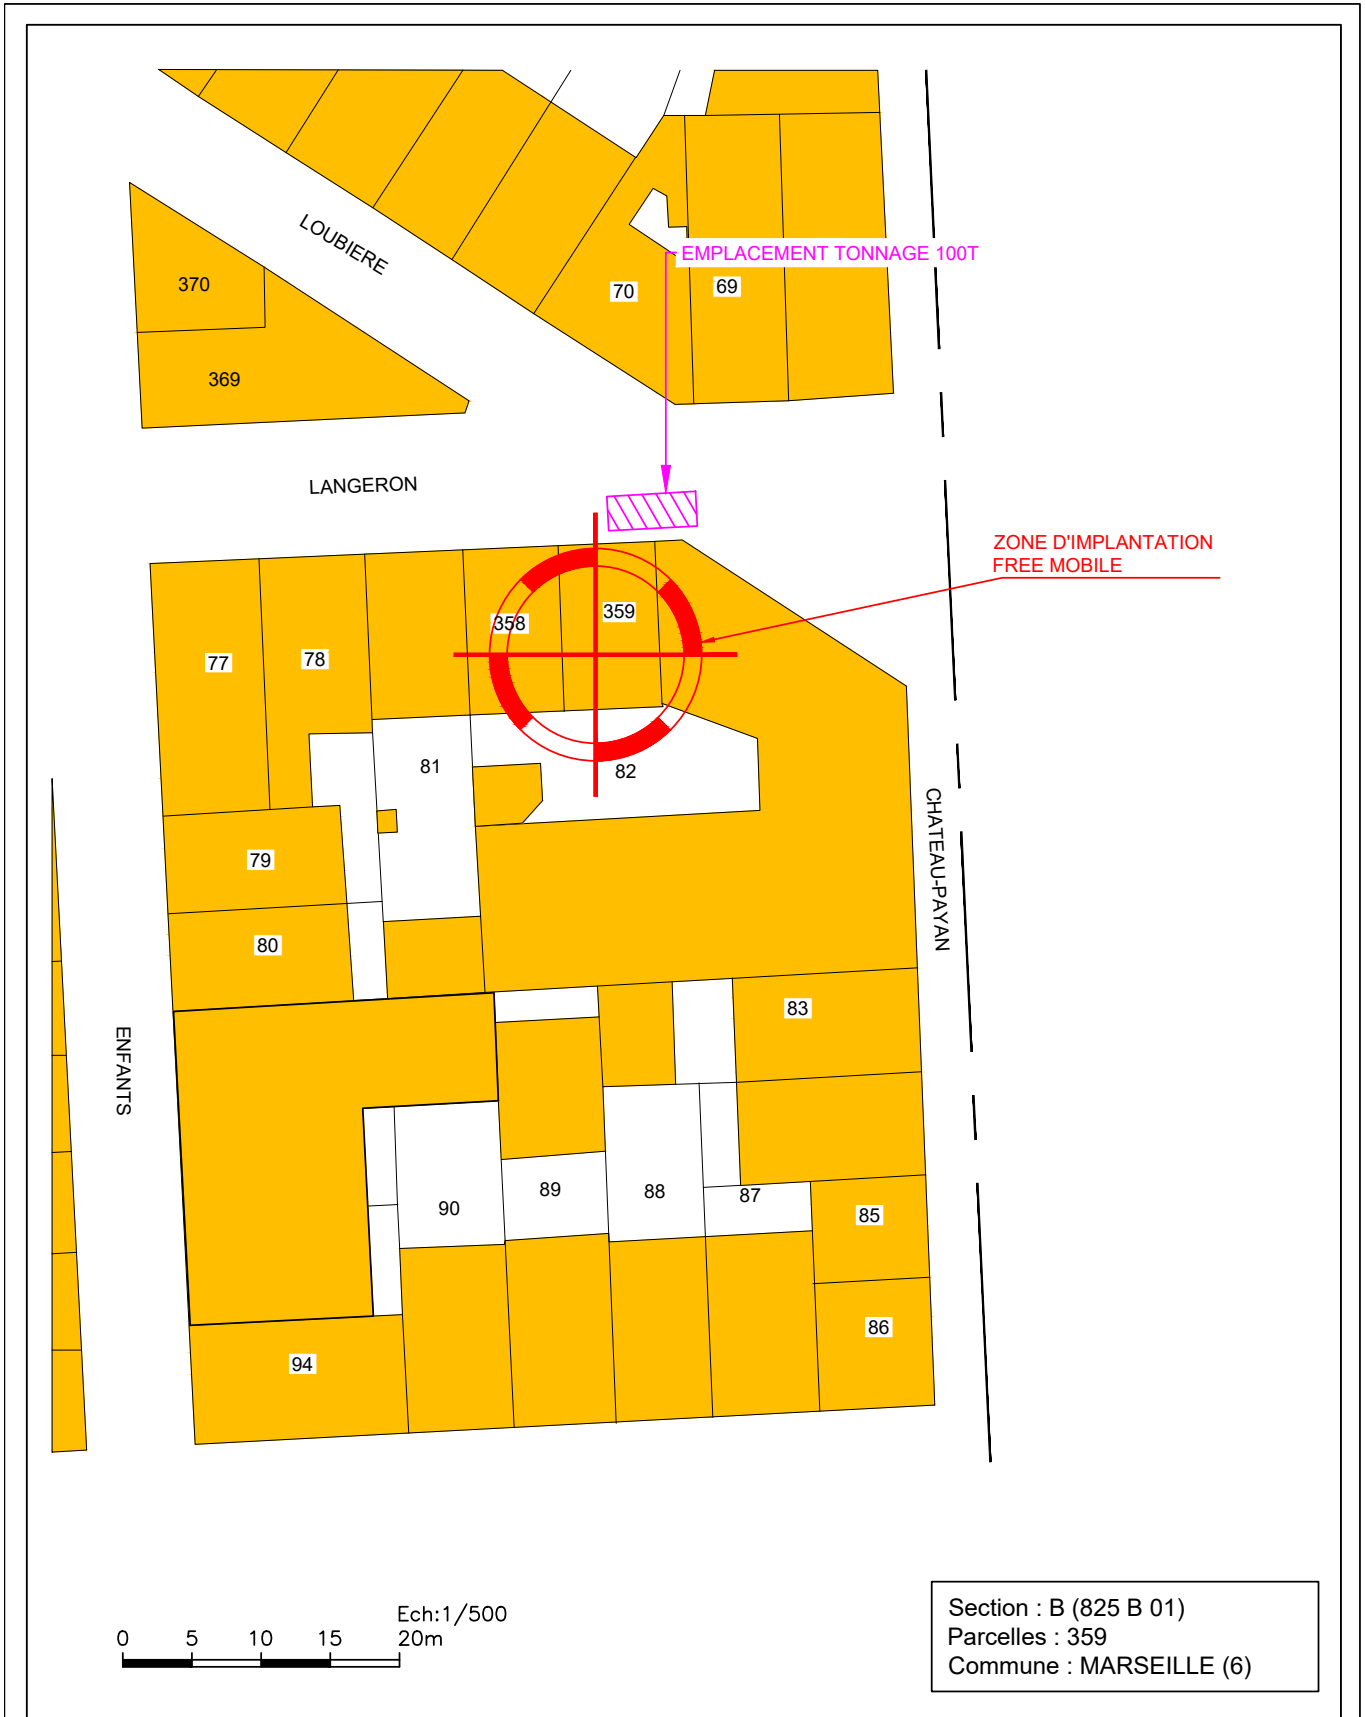 LOUBIERE
EMPLACEMENT TONNAGE 100T
370
70
69
369
LANGERON
ZONE D'IMPLANTATION
FREE MOBILE
358
359
77
78
81
82
CHATEAU-PAYAN
79
80
83
ENFANTS
90
89
88
87
85
86
94
Ech:1/500
0 5 10 15 20m
Section : B (825 B 01)
Parcelles : 359
Commune : MARSEILLE (6)